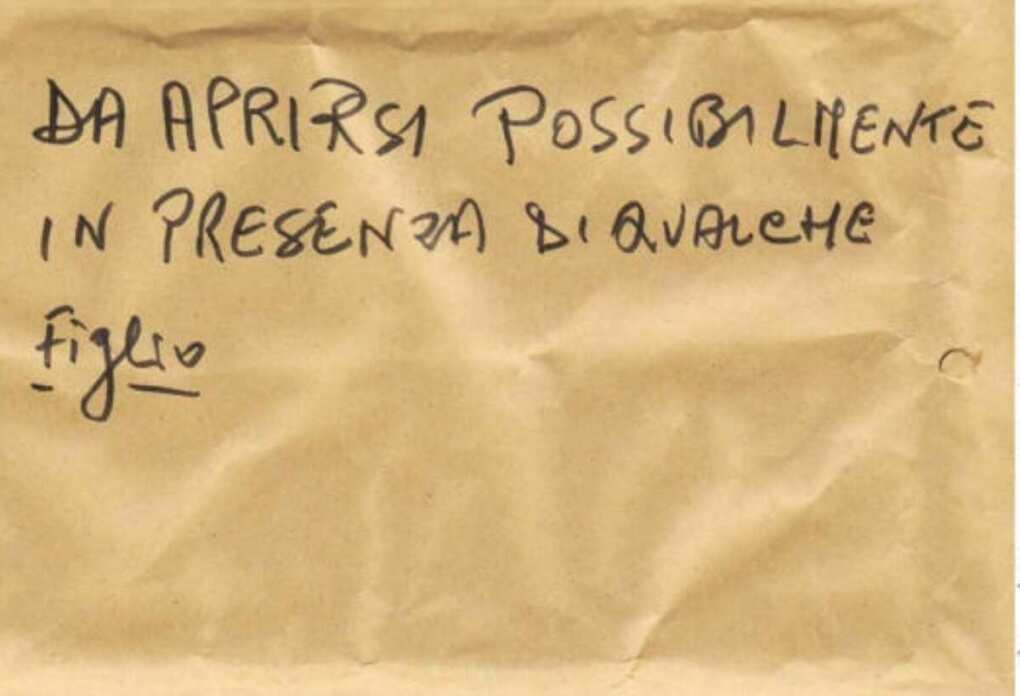 DA APRIRSI POSSIBILMENTE
IN PRESENZA DI QUALCHE
Figlio